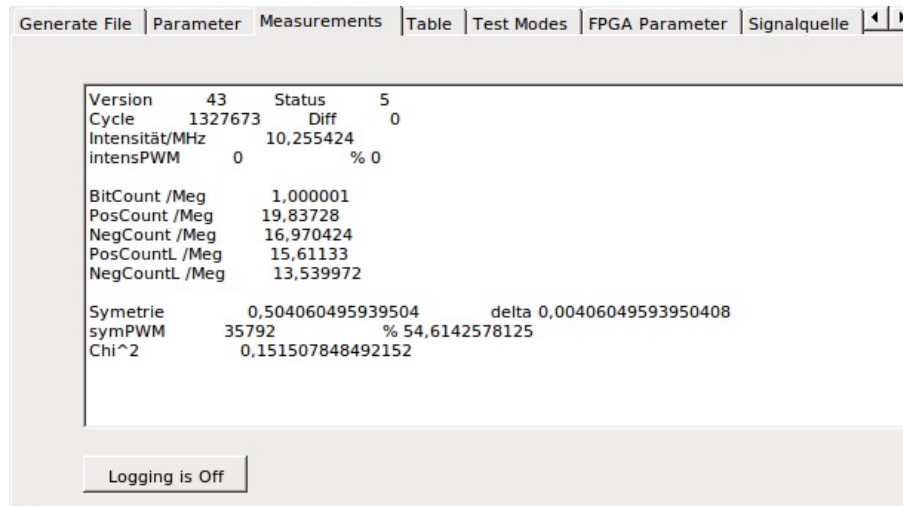 Generate File Parameter Measurements Table Test Modes FPGA Parameter Signalquelle
Version 43 Status 5
Cycle 1327673 Diff 0
Intensität/MHz 10,255424
intensPWM 0 % 0
BitCount /Meg 1,000001
PosCount /Meg 19,83728
NegCount /Meg 16,970424
PosCountL /Meg 15,61133
NegCountL /Meg 13,539972
Symetrie 0,504060495939504 delta 0,00406049593950408
symPWM 35792 % 54,6142578125
Chi^2 0,151507848492152
Logging is Off